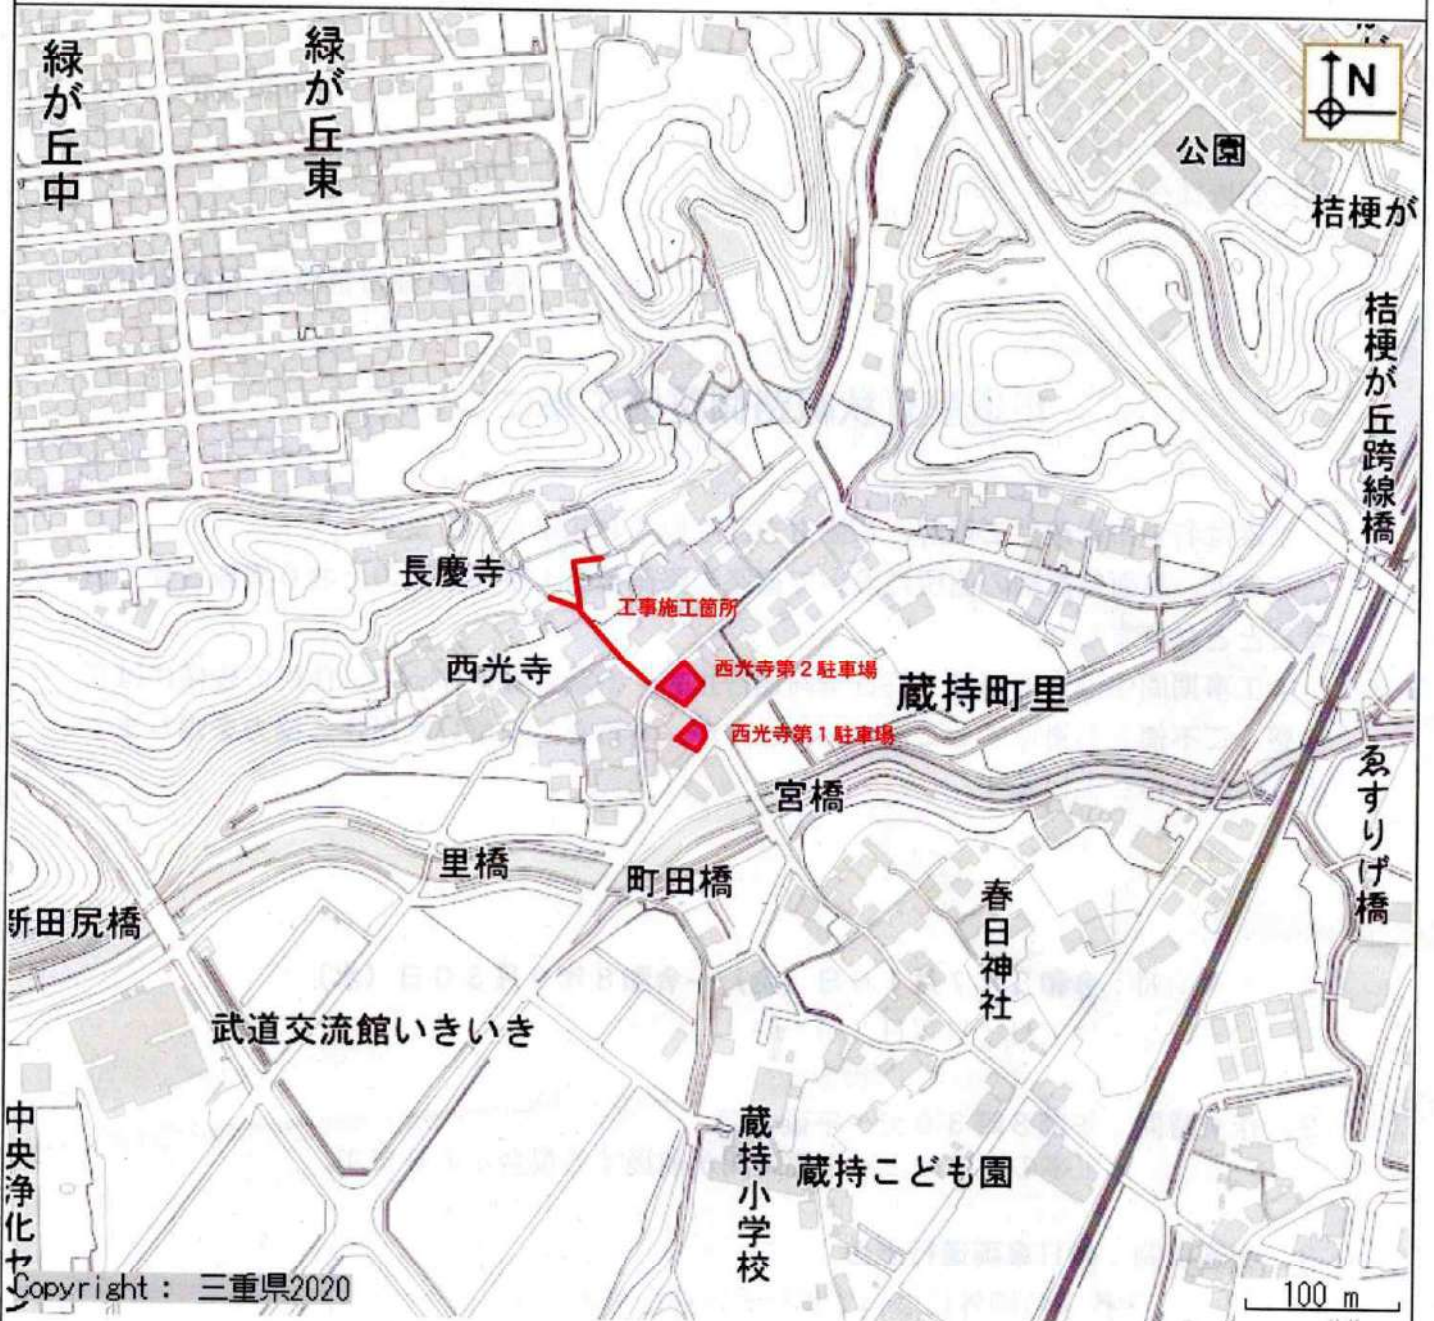 緑が丘中
緑が丘東
N
公園
桔梗が
桔梗が丘跨線橋
長慶寺
工事施工箇所
西光寺
西光寺第2駐車場
蔵持町里
西光寺第1駐車場
宮橋
ゑすりげ橋
里橋
町田橋
春日神社
新田尻橋
武道交流館いきいき
中央浄化セン
蔵持小学校
蔵持こども園
Copyright : 三重県2020
100 m